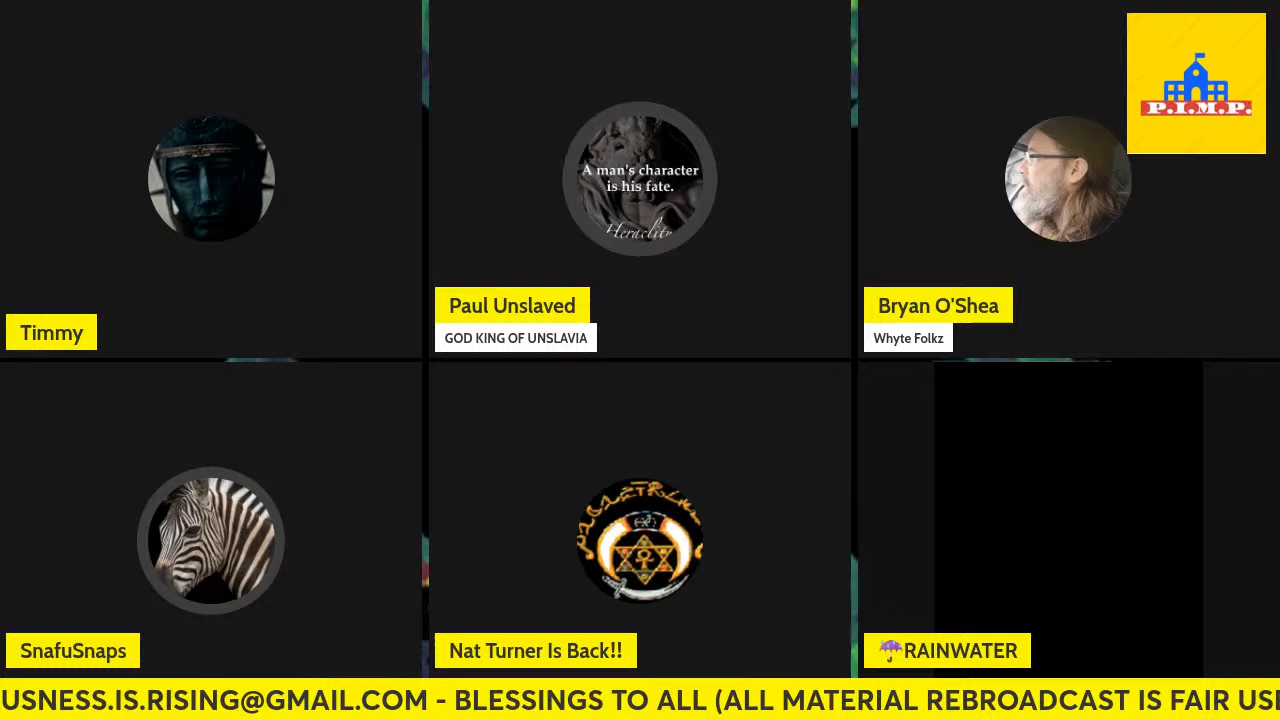 P.I.M.P.
A man's character
is his fate.
Timmy
Paul Unslaved
GOD KING OF UNSLAVIA
Bryan O'Shea
Whyte Folkz
SnafuSnaps
Nat Turner Is Back!!
☔RAINWATER
USNESS.IS.RISING@GMAIL.COM - BLESSINGS TO ALL (ALL MATERIAL REBROADCAST IS FAIR US